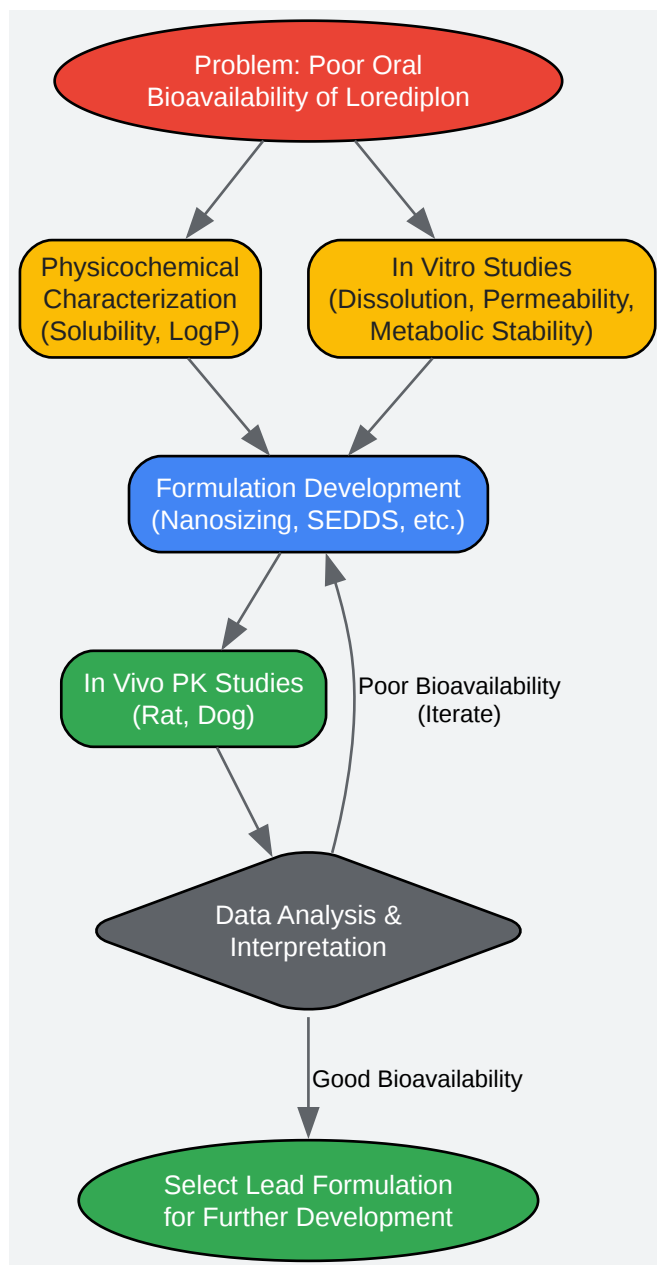 Problem: Poor Oral
Bioavailability of Lorediplon
Physicochemical
Characterization
(Solubility, LogP)
In Vitro Studies
(Dissolution, Permeability,
Metabolic Stability)
Formulation Development
(Nanosizing, SEDDS, etc.)
In Vivo PK Studies
(Rat, Dog)
Poor Bioavailability
(Iterate)
Data Analysis &
Interpretation
Good Bioavailability
Select Lead Formulation
for Further Development